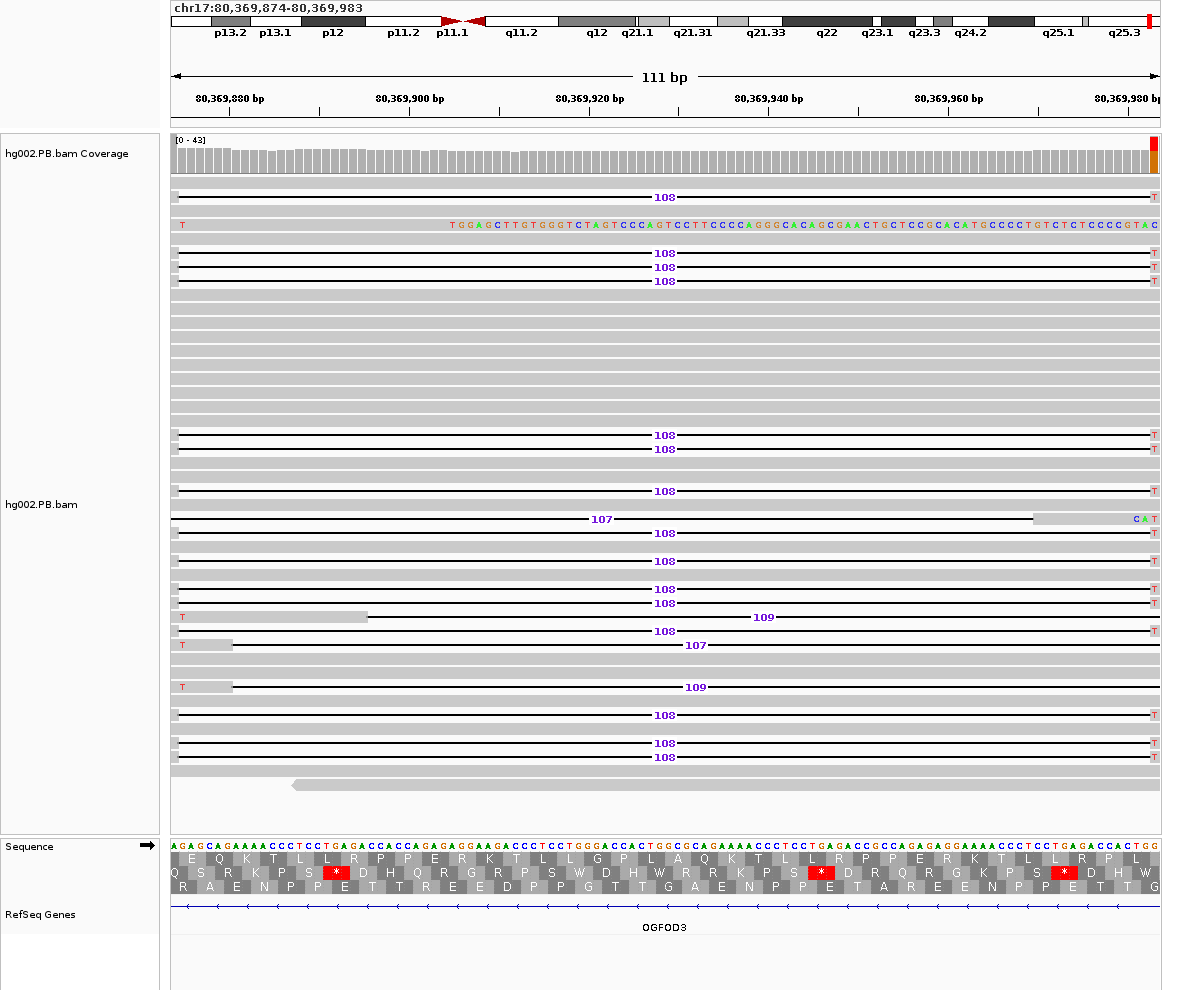 chr17:80,369,874-80,369,983
p13.2 p13.1 p12 p11.2 p11.1 q11.2 q12 q21.1 q21.31 q21.33 q22 q23.1 q23.3 q24.2 q25.1 q25.3
111 bp
80,369,880 bp 80,369,900 bp 80,369,920 bp 80,369,940 bp 80,369,960 bp 80,369,980 bp
[0 - 43]
hg002.PB.bam Coverage
108 T
T TGGAGCTTGTGGGTCTAGTCCCAGTCCTTCCCCAGGGCACAGCGAACTGCTCCGCACATGCCCCTGTCTCTCCCCGTAC
108 T
108 T
108 T
108 T
108 T
108 T
hg002.PB.bam
107 C A T
108 T
108 T
108 T
108 T
T 109
108 T
T 107
T 109
108 T
108 T
108 T
Sequence AGAGCAGAAAACCCTCCTGAGACCACCAGAGAGGAAGACCCTCCTGGGACCACTGGCGCAGAAAACCCTCCTGAGACCGCCAGAGAGGAAAACCCTCCTGAGACCACTGG
E Q K T L L R P P E R K T L L G P L A Q K T L L R P P E R K T L L R P L
Q S R K P S * D H Q R G R P S W D H W R R K P S * D R Q R G K P S * D H W
R A E N P P E T T R E E D P P G T T G A E N P P E T A R E E N P P E T T G
RefSeq Genes
OGFOD3